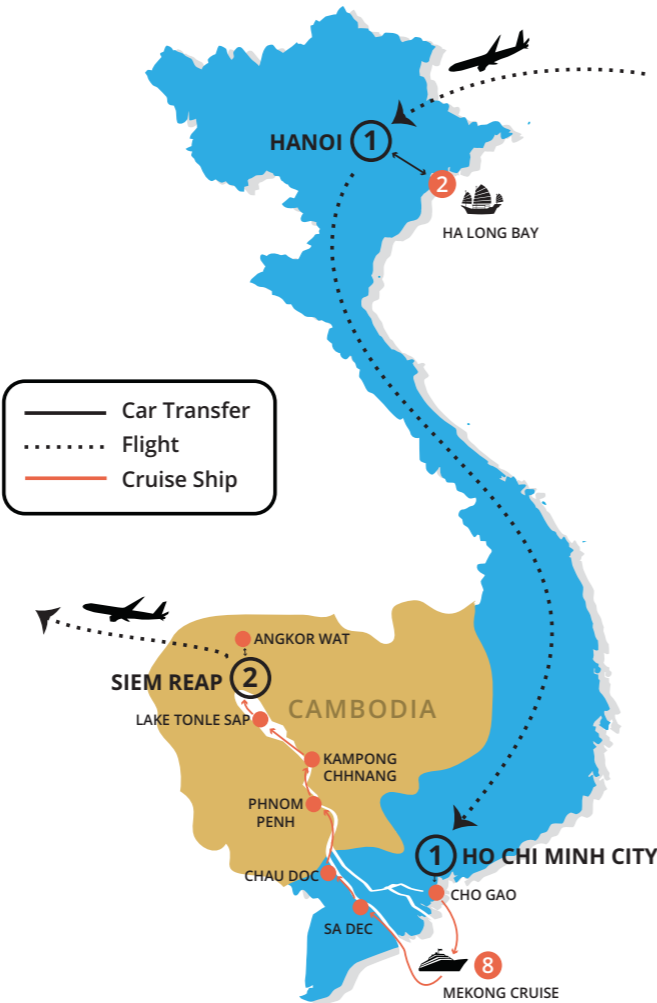 HANOI 1
2
HA LONG BAY
Car Transfer
Flight
Cruise Ship
ANGKOR WAT
SIEM REAP 2
CAMBODIA
LAKE TONLE SAP
KAMPONG
CHHNANG
PHNOM
PENH
1 HO CHI MINH CITY
CHAU DOC
CHO GAO
SA DEC
8
MEKONG CRUISE